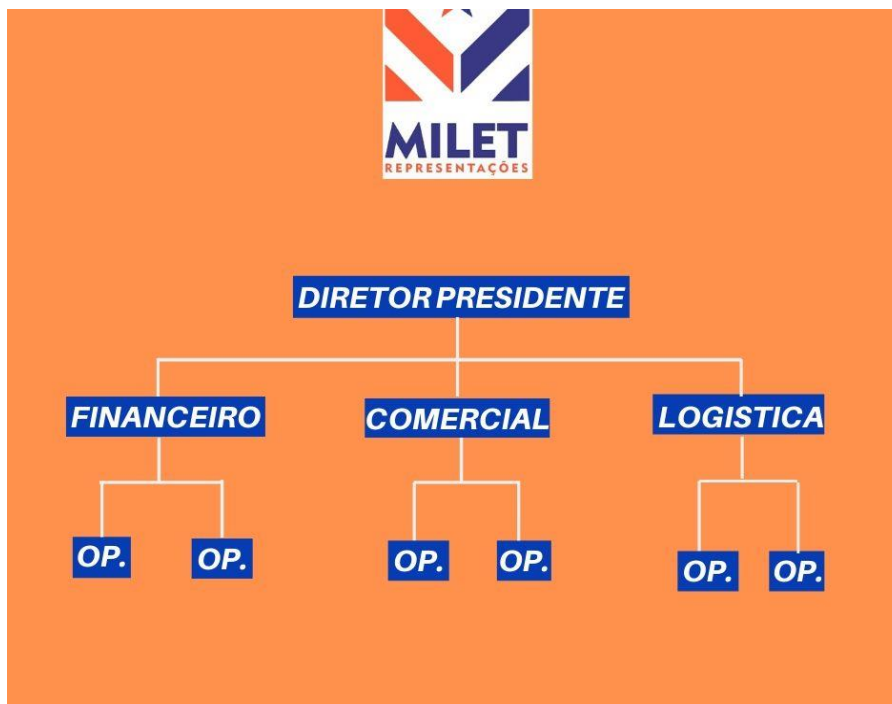 MILET
REPRESENTAÇÕES
DIRETOR PRESIDENTE
FINANCEIRO
COMERCIAL
LOGISTICA
OP.
OP.
OP.
OP.
OP.
OP.